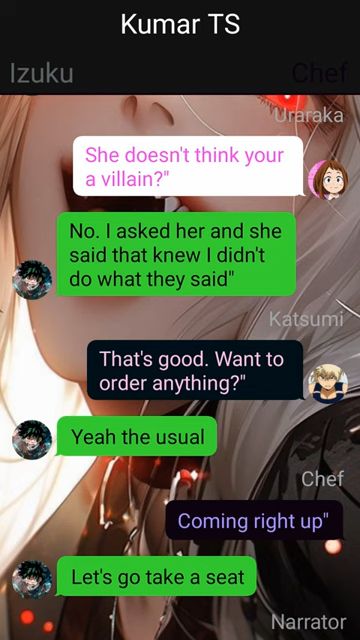 Kumar TS
Izuku
Chef
Uraraka
She doesn't think your
a villain?"
No. I asked her and she
said that knew I didn't
do what they said"
Katsumi
That's good. Want to
order anything?"
Yeah the usual
Chef
Coming right up"
Let's go take a seat
Narrator